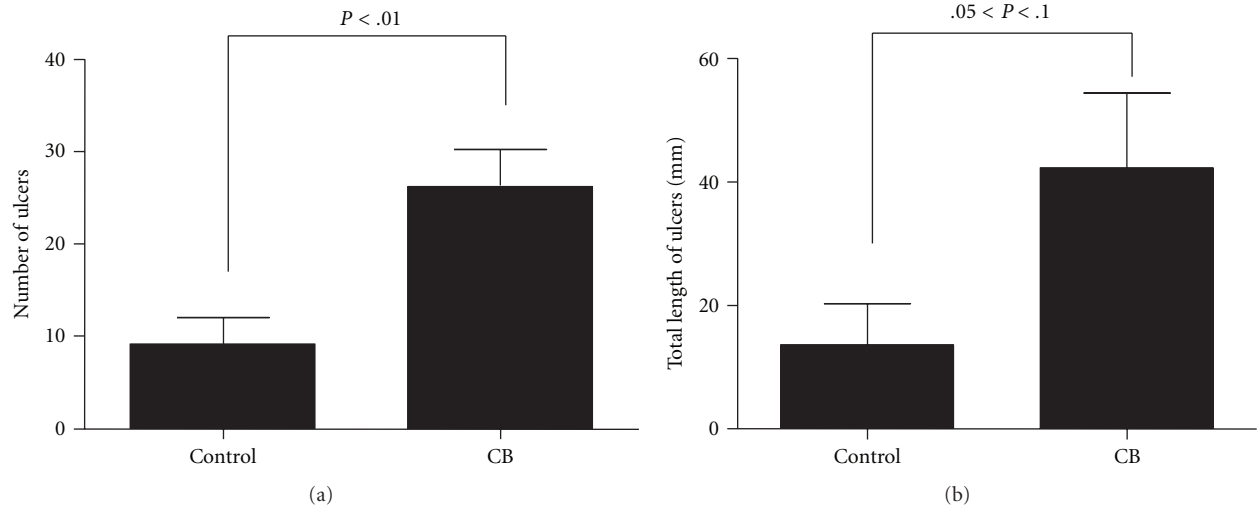 P < .01
40
30
20
10
0
Number of ulcers
Control
CB
(a)
.05 < P < .1
60
40
20
0
Total length of ulcers (mm)
Control
CB
(b)